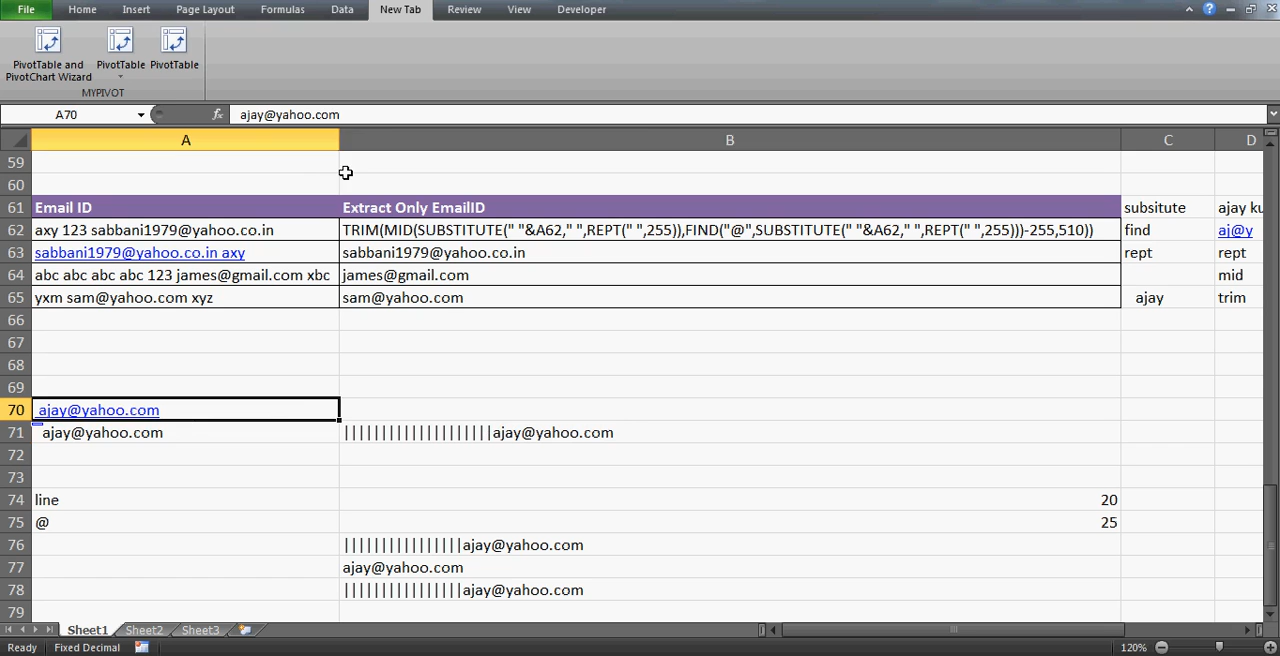 File Home Insert Page Layout Formulas Data New Tab Review View Developer
PivotTable and PivotChart Wizard PivotTable PivotTable
MYPIVOT
A70 fx ajay@yahoo.com
A B C D
59
60
61 Email ID Extract Only EmailID subsitute ajay ku
62 axy 123 sabbani1979@yahoo.co.in TRIM(MID(SUBSTITUTE(" "&A62," ",REPT(" ",255)),FIND("@",SUBSTITUTE(" "&A62," ",REPT(" ",255)))-255,510)) find aj@y
63 sabbani1979@yahoo.co.in axy sabbani1979@yahoo.co.in rept rept
64 abc abc abc abc 123 james@gmail.com xbc james@gmail.com mid
65 yxm sam@yahoo.com xyz sam@yahoo.com ajay trim
66
67
68
69
70 ajay@yahoo.com
71 ajay@yahoo.com ||||||||||||||||||||ajay@yahoo.com
72
73
74 line 20
75 @ 25
76 ||||||||||||||||ajay@yahoo.com
77 ajay@yahoo.com
78 ||||||||||||||||ajay@yahoo.com
79
Sheet1 Sheet2 Sheet3
Ready Fixed Decimal 120%